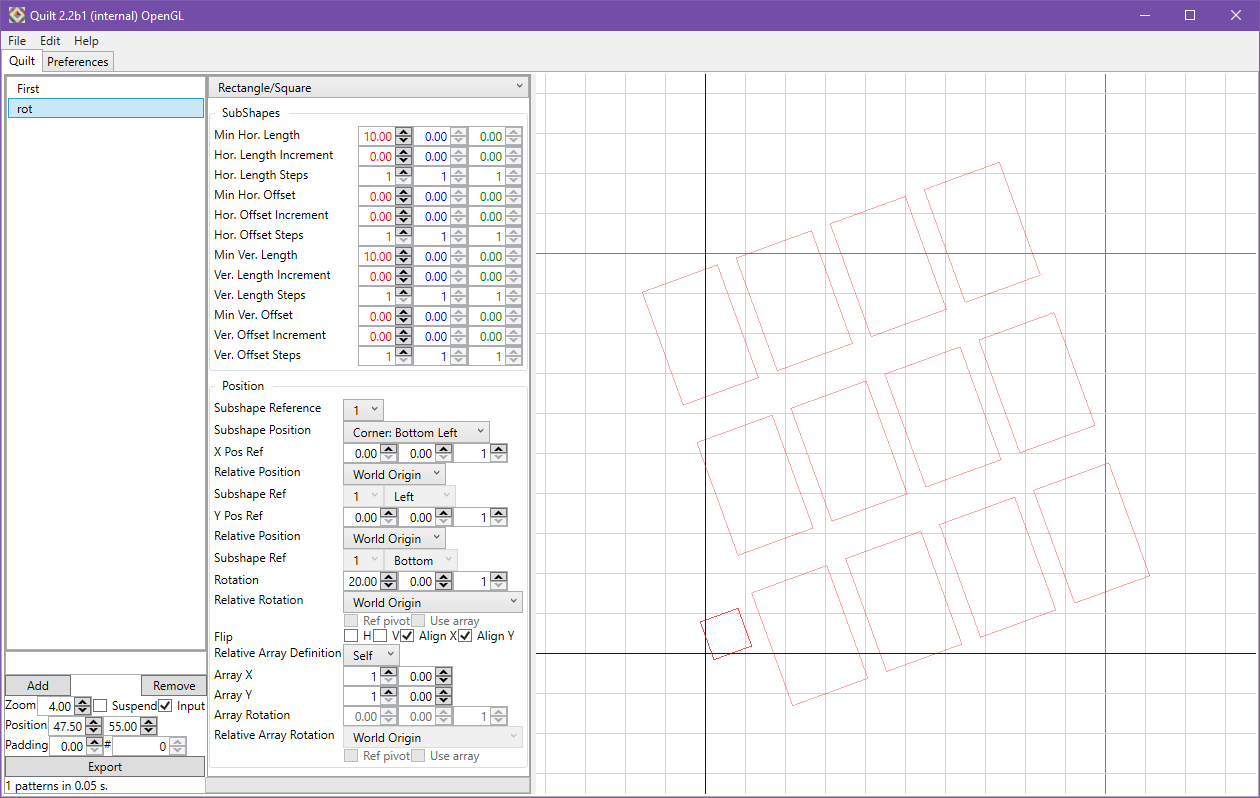 Quilt 2.2b1 (internal) OpenGL
File Edit Help
Quilt Preferences
First
rot
Add Remove
Zoom 4.00 Suspend Input
Position 47.50 55.00
Padding 0.00 # 0
Export
1 patterns in 0.05 s.
Rectangle/Square
SubShapes
Min Hor. Length 10.00 0.00 0.00
Hor. Length Increment 0.00 0.00 0.00
Hor. Length Steps 1 1 1
Min Hor. Offset 0.00 0.00 0.00
Hor. Offset Increment 0.00 0.00 0.00
Hor. Offset Steps 1 1 1
Min Ver. Length 10.00 0.00 0.00
Ver. Length Increment 0.00 0.00 0.00
Ver. Length Steps 1 1 1
Min Ver. Offset 0.00 0.00 0.00
Ver. Offset Increment 0.00 0.00 0.00
Ver. Offset Steps 1 1 1
Position
Subshape Reference 1
Subshape Position Corner: Bottom Left
X Pos Ref 0.00 0.00 1
Relative Position World Origin
Subshape Ref 1 Left
Y Pos Ref 0.00 0.00 1
Relative Position World Origin
Subshape Ref 1 Bottom
Rotation 20.00 0.00 1
Relative Rotation World Origin
Ref pivot Use array
Flip H V Align X Align Y
Relative Array Definition Self
Array X 1 0.00
Array Y 1 0.00
Array Rotation 0.00 0.00 1
Relative Array Rotation World Origin
Ref pivot Use array